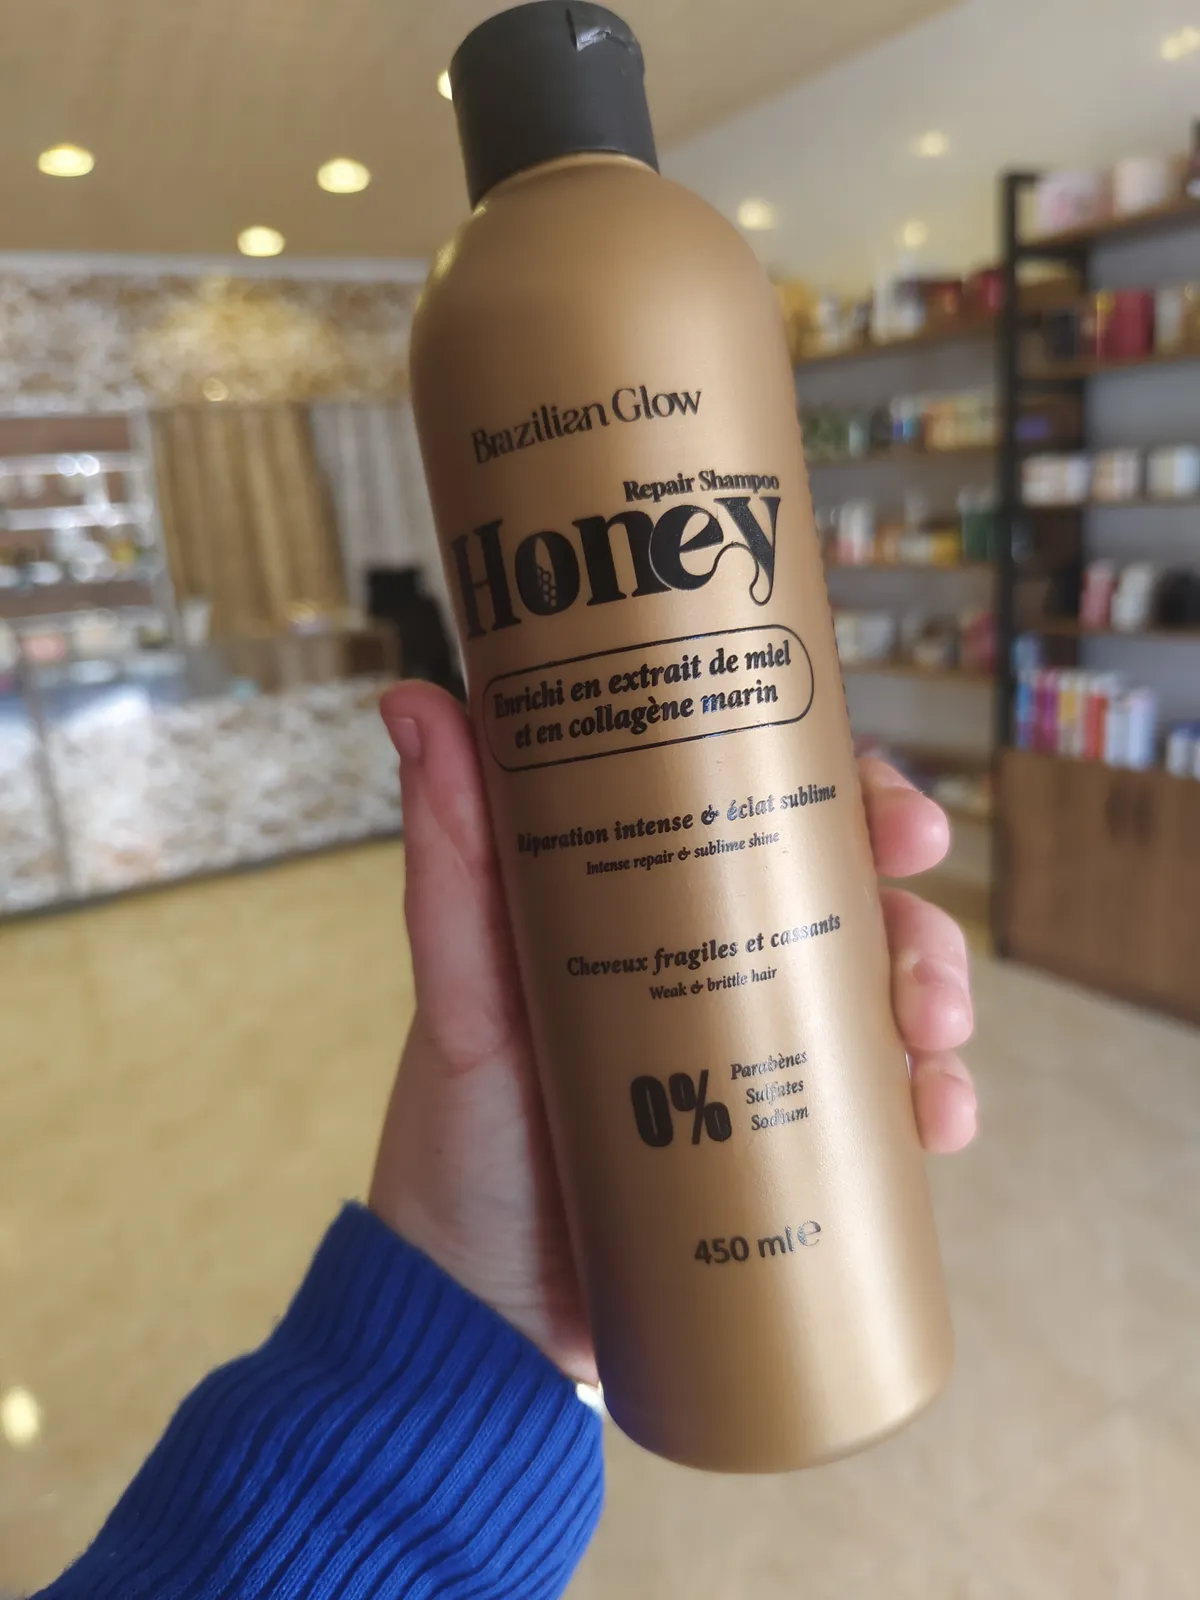 Brazilian Glow
Repair Shampoo
Honey
Enrichi en extrait de miel
et en collagène marin
Réparation intense & éclat sublime
Intense repair & sublime shine
Cheveux fragiles et cassants
Weak & brittle hair
0%
Parabènes
Sulfates
Sodium
450 ml e